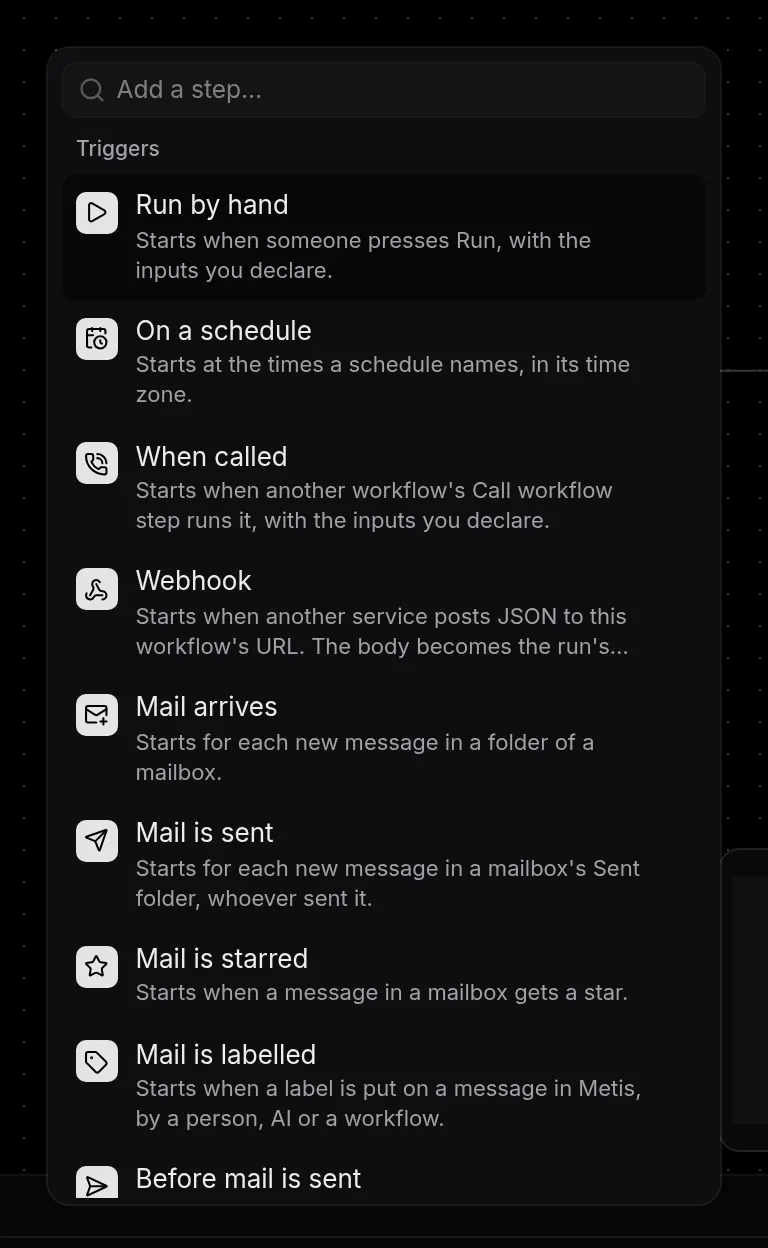 Add a step...
Triggers
Run by hand
Starts when someone presses Run, with the
inputs you declare.
On a schedule
Starts at the times a schedule names, in its time
zone.
When called
Starts when another workflow's Call workflow
step runs it, with the inputs you declare.
Webhook
Starts when another service posts JSON to this
workflow's URL. The body becomes the run's...
Mail arrives
Starts for each new message in a folder of a
mailbox.
Mail is sent
Starts for each new message in a mailbox's Sent
folder, whoever sent it.
Mail is starred
Starts when a message in a mailbox gets a star.
Mail is labelled
Starts when a label is put on a message in Metis,
by a person, AI or a workflow.
Before mail is sent